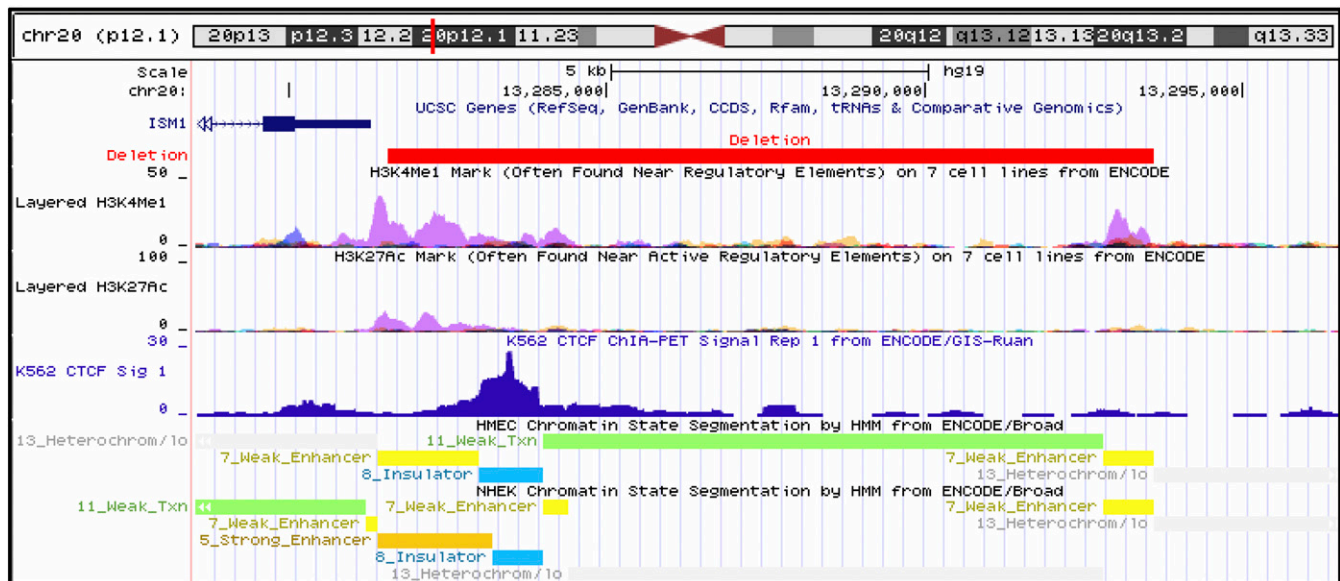 chr20 (p12.1) 20p13 p12.3 12.2 20p12.1 11.23 20q12 q13.12 13.13 20q13.2 q13.33
Scale 5 kb hg19
chr20: 13,285,000 13,290,000 13,295,000
UCSC Genes (RefSeq, GenBank, CCDS, Rfam, tRNAs & Comparative Genomics)
ISM1
Deletion
Deletion
50 _ H3K4Me1 Mark (Often Found Near Regulatory Elements) on 7 cell lines from ENCODE
Layered H3K4Me1
0 _
100 _ H3K27Ac Mark (Often Found Near Active Regulatory Elements) on 7 cell lines from ENCODE
Layered H3K27Ac
0 _
30 _ K562 CTCF ChIA-PET Signal Rep 1 from ENCODE/GIS-Ruan
K562 CTCF Sig 1
0 _
HMEC Chromatin State Segmentation by HMM from ENCODE/Broad
13_Heterochrom/lo 11_Weak_Txn
7_Weak_Enhancer 7_Weak_Enhancer
8_Insulator 13_Heterochrom/lo
NHEK Chromatin State Segmentation by HMM from ENCODE/Broad
11_Weak_Txn 7_Weak_Enhancer 7_Weak_Enhancer
7_Weak_Enhancer 13_Heterochrom/lo
5_Strong_Enhancer
8_Insulator
13_Heterochrom/lo